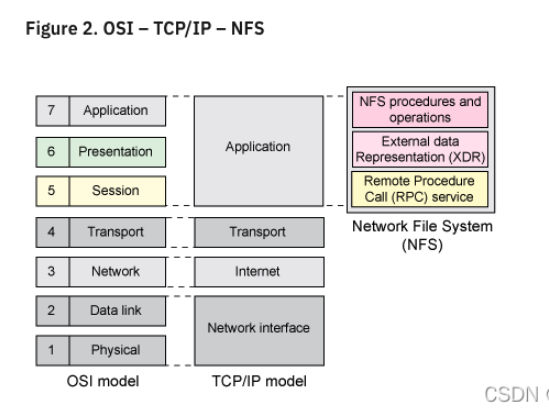 Figure 2. OSI – TCP/IP – NFS
7 Application
6 Presentation
5 Session
4 Transport
3 Network
2 Data link
1 Physical
OSI model
Application
Transport
Internet
Network interface
TCP/IP model
NFS procedures and
operations
External data
Representation (XDR)
Remote Procedure
Call (RPC) service
Network File System
(NFS)
CSDN